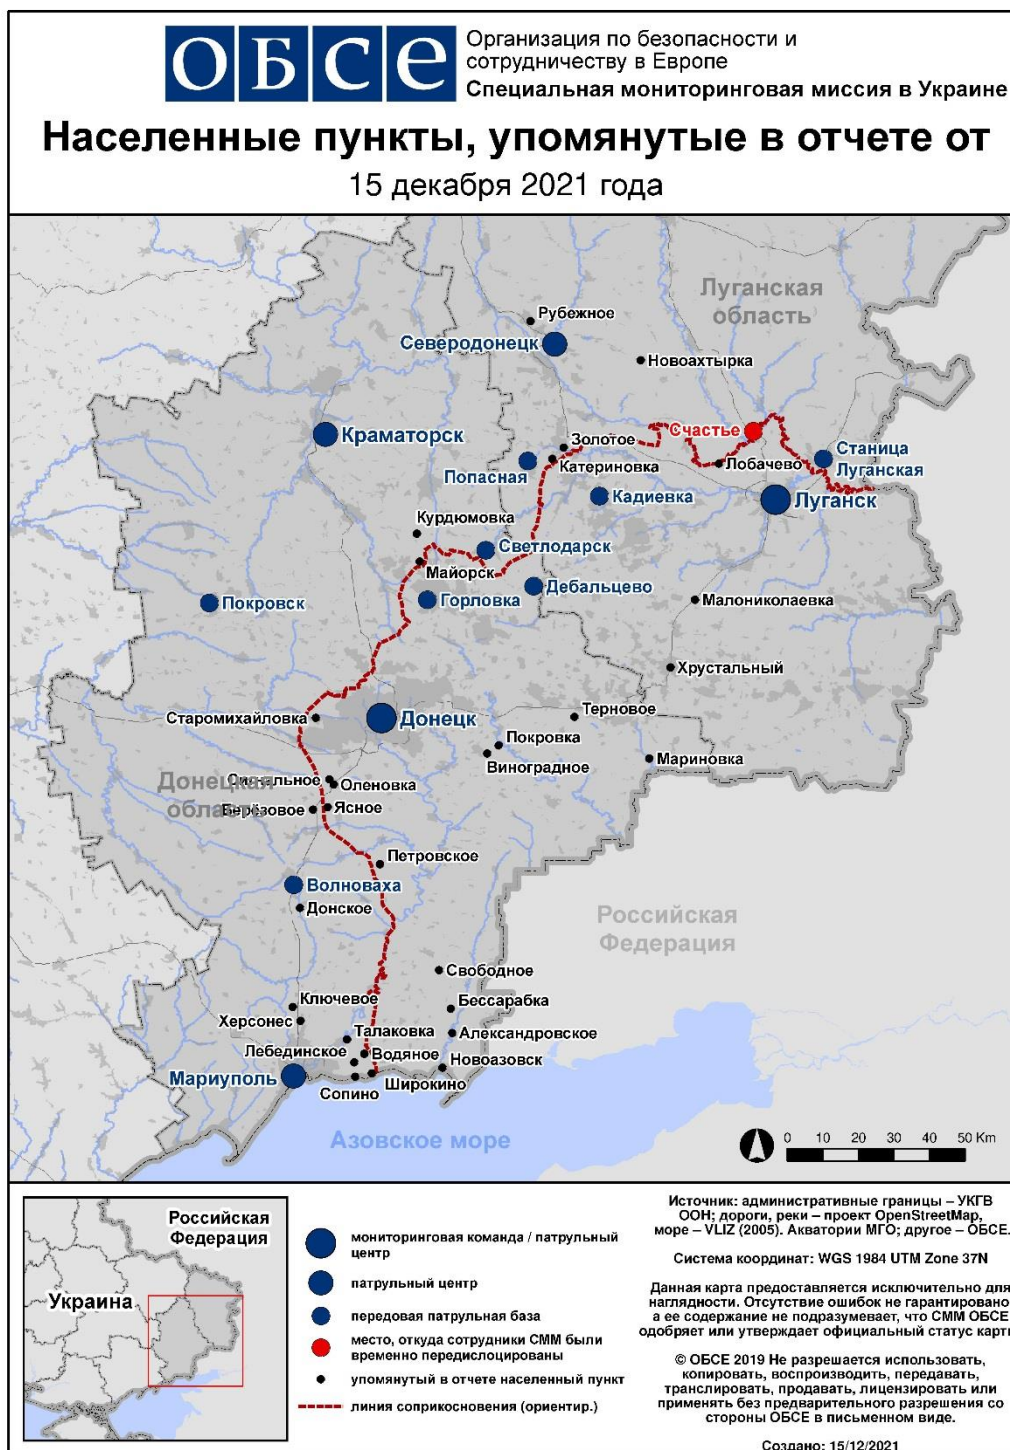 ОБСЕ
Организация по безопасности и
сотрудничеству в Европе
Специальная мониторинговая миссия в Украине
Населенные пункты, упомянутые в отчете от
15 декабря 2021 года
Луганская
область
Рубежное
Северодонецк
Новоахтырка
Краматорск
Счастье
Золотое
Станица
Луганская
Катериновка
Лобачево
Попасная
Кадиевка
Луганск
Курдюмовка
Светлодарск
Майорск
Дебальцево
Покровск
Горловка
Малониколаевка
Хрустальный
Старомихайловка
Донецк
Терновое
Покровка
Виноградное
Мариновка
Донецкая
область
Сигнальное
Оленовка
Берёзовое
Ясное
Петровское
Волноваха
Донское
Российская
Федерация
Свободное
Ключевое
Бессарабка
Херсонес
Талаковка
Александровское
Лебединское
Водяное
Новоазовск
Мариуполь
Сопино
Широкино
Азовское море
0 10 20 30 40 50 Km
Российская
Федерация
Украина
мониторинговая команда / патрульный
центр
патрульный центр
передовая патрульная база
место, откуда сотрудники СММ были
временно передислоцированы
упомянутый в отчете населенный пункт
линия соприкосновения (ориентир.)
Источник: административные границы – УКГВ
ООН; дороги, реки – проект OpenStreetMap,
море – VLIZ (2005). Акватории МГО; другое – ОБСЕ.
Система координат: WGS 1984 UTM Zone 37N
Данная карта предоставляется исключительно для
наглядности. Отсутствие ошибок не гарантировано
а ее содержание не подразумевает, что СММ ОБСЕ
одобряет или утверждает официальный статус карт
© ОБСЕ 2019 Не разрешается использовать,
копировать, воспроизводить, передавать,
транслировать, продавать, лицензировать или
применять без предварительного разрешения со
стороны ОБСЕ в письменном виде.
Создано: 15/12/2021